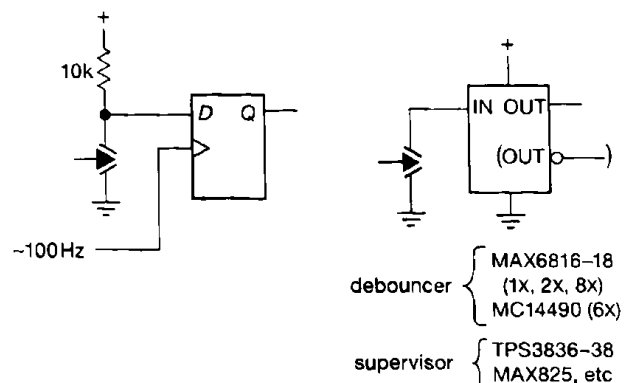 +
10k
D Q
~100Hz
+
IN OUT
(OUT )
debouncer { MAX6816–18
(1x, 2x, 8x)
MC14490 (6x)
supervisor { TPS3836–38
MAX825, etc